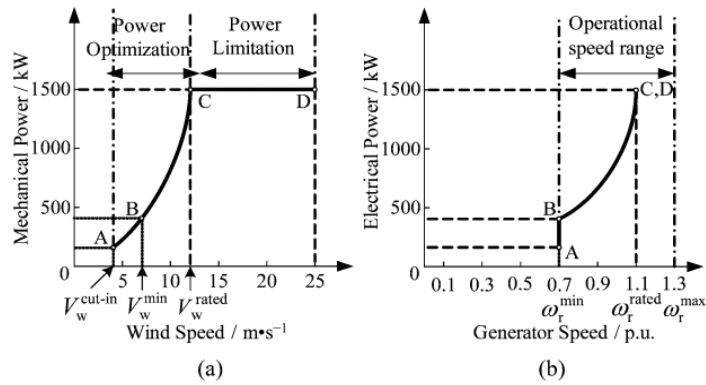 Power
Optimization
Power
Limitation
Mechanical Power / kW
1500
1000
500
0
A
B
C
D
5
10
15
20
25
V_w^cut-in
V_w^min
V_w^rated
Wind Speed / m•s⁻¹
(a)
Operational
speed range
Electrical Power / kW
1500
1000
500
0
C,D
B
A
0.1
0.3
0.5
0.7
0.9
1.1
1.3
ω_r^min
ω_r^rated
ω_r^max
Generator Speed / p.u.
(b)